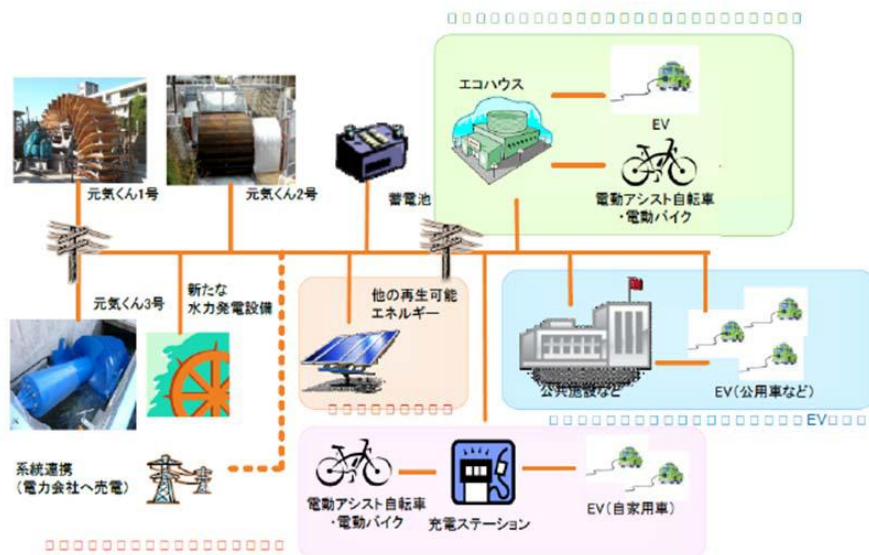 エコハウス
EV
電動アシスト自転車
・電動バイク
元気くん1号
元気くん2号
蓄電池
元気くん3号
新たな
水力発電設備
他の再生可能
エネルギー
公共施設など
EV(公用車など)
EV
系統連携
(電力会社へ売電)
電動アシスト自転車
・電動バイク
充電ステーション
EV(自家用車)